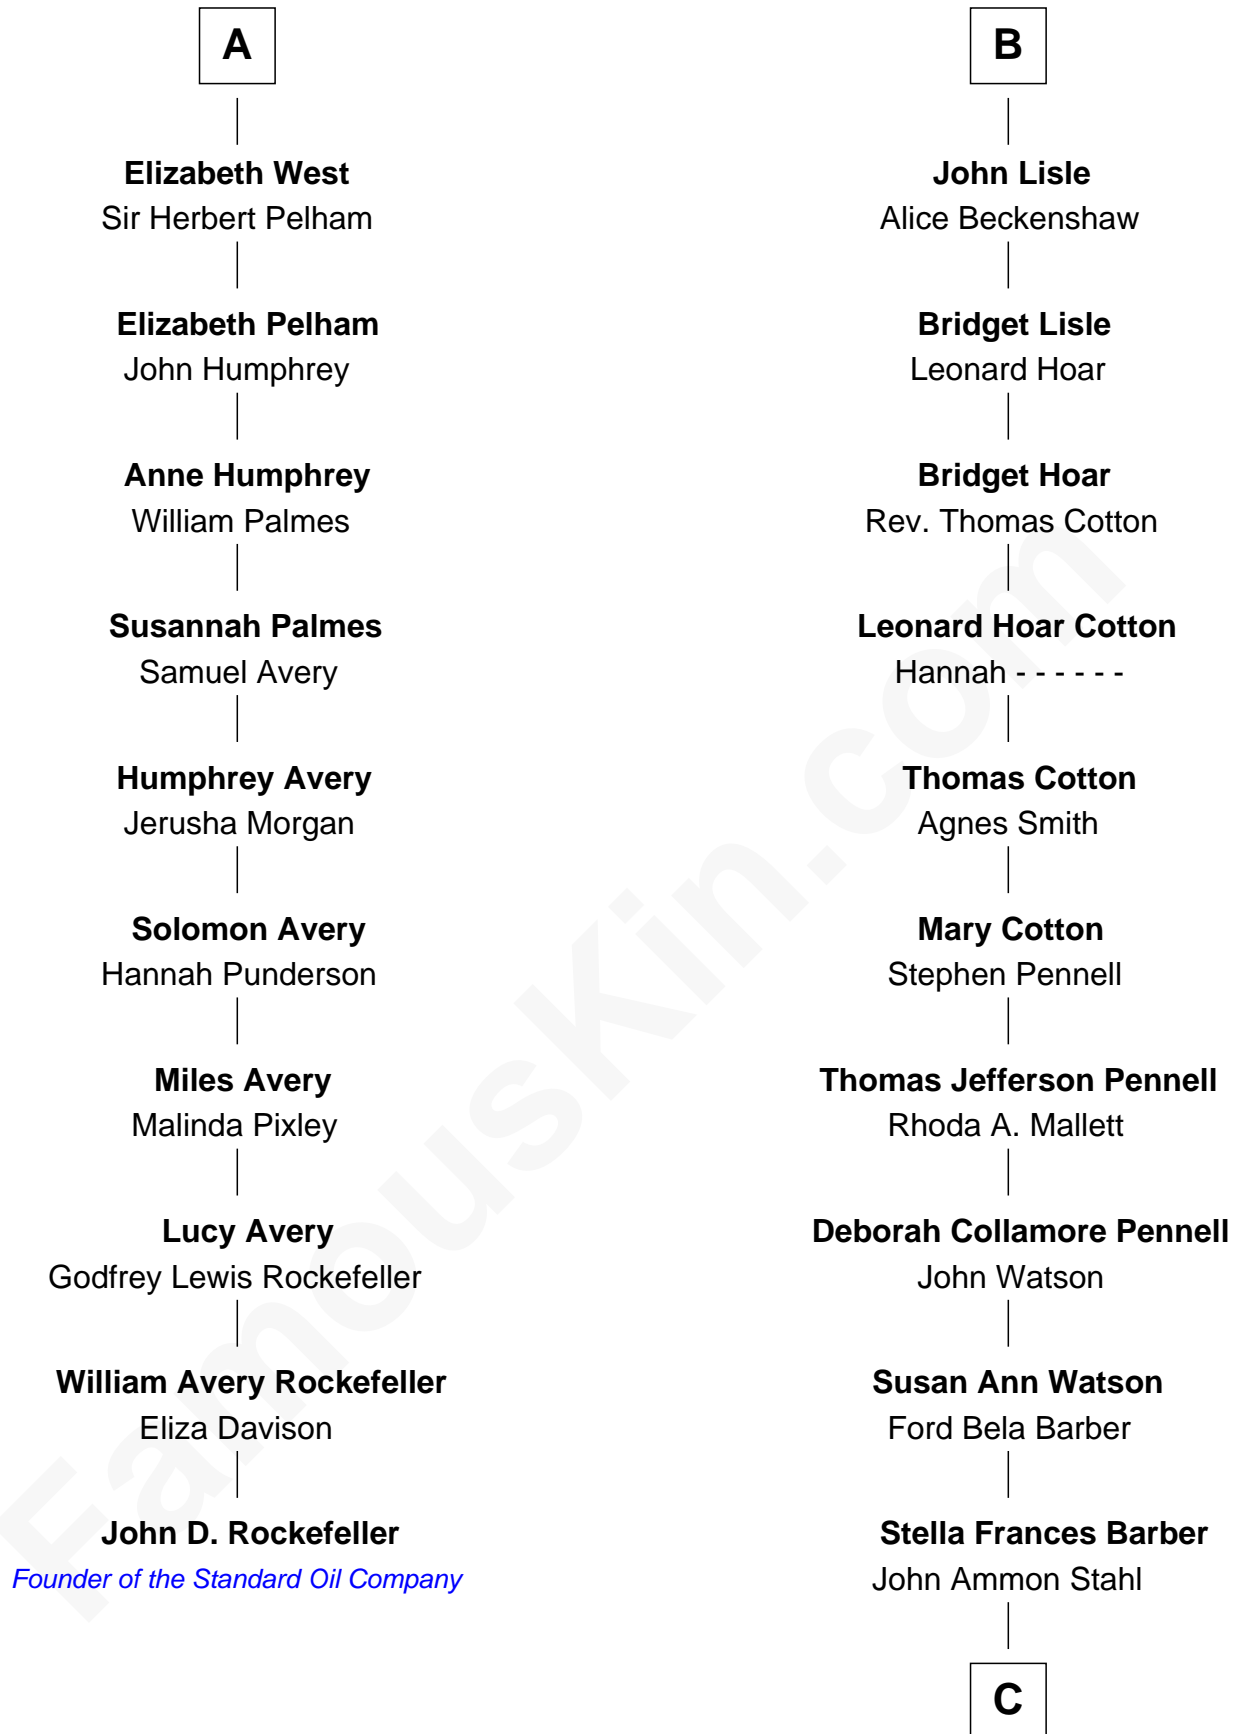 A
Elizabeth West
Sir Herbert Pelham
Elizabeth Pelham
John Humphrey
Anne Humphrey
William Palmes
Susannah Palmes
Samuel Avery
Humphrey Avery
Jerusha Morgan
Solomon Avery
Hannah Punderson
Miles Avery
Malinda Pixley
Lucy Avery
Godfrey Lewis Rockefeller
William Avery Rockefeller
Eliza Davison
John D. Rockefeller
Founder of the Standard Oil Company
B
John Lisle
Alice Beckenshaw
Bridget Lisle
Leonard Hoar
Bridget Hoar
Rev. Thomas Cotton
Leonard Hoar Cotton
Hannah - - - - - -
Thomas Cotton
Agnes Smith
Mary Cotton
Stephen Pennell
Thomas Jefferson Pennell
Rhoda A. Mallett
Deborah Collamore Pennell
John Watson
Susan Ann Watson
Ford Bela Barber
Stella Frances Barber
John Ammon Stahl
C
FamousKin.com